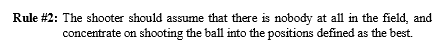 Rule #2: The shooter should assume that there is nobody at all in the field, and
concentrate on shooting the ball into the positions defined as the best.